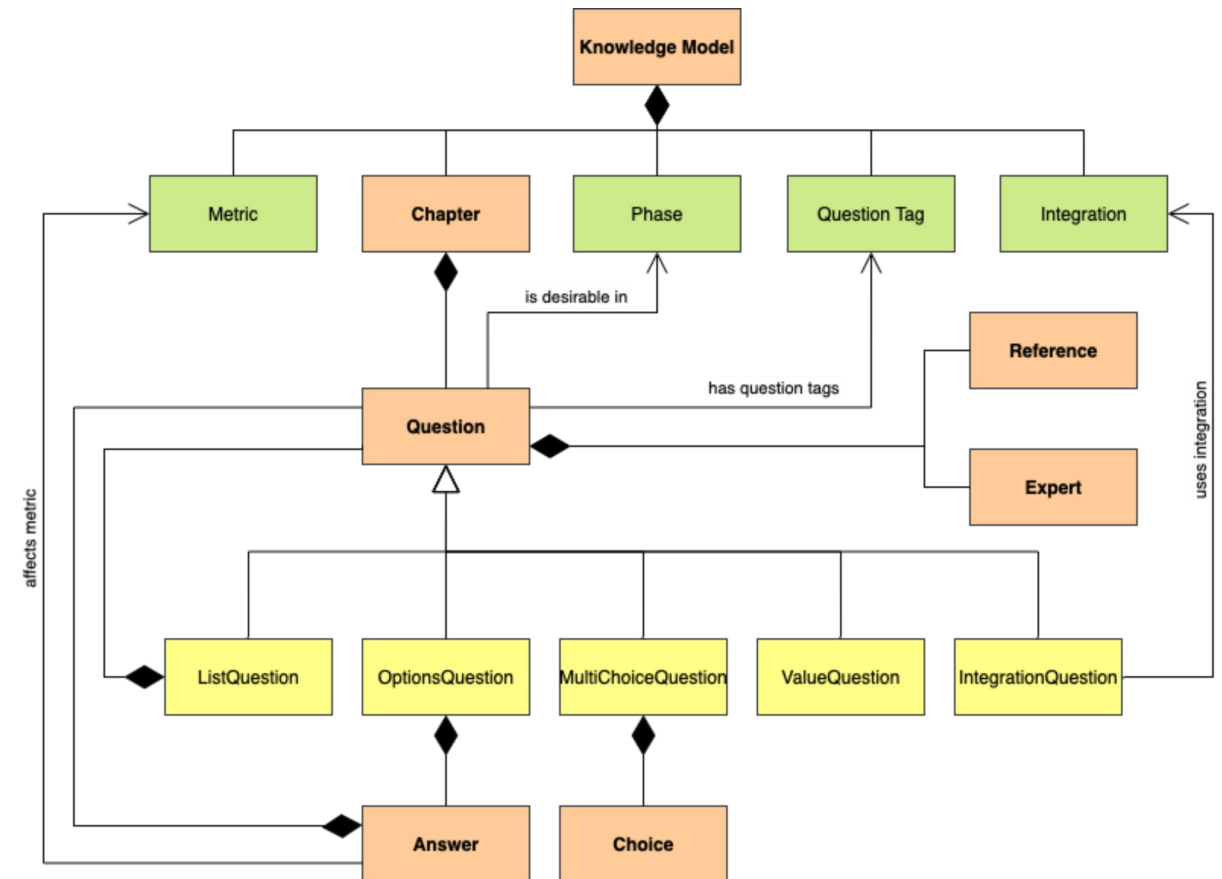 Knowledge Model
Metric
Chapter
Phase
Question Tag
Integration
is desirable in
Reference
has question tags
Question
uses integration
Expert
affects metric
ListQuestion
OptionsQuestion
MultiChoiceQuestion
ValueQuestion
IntegrationQuestion
Answer
Choice